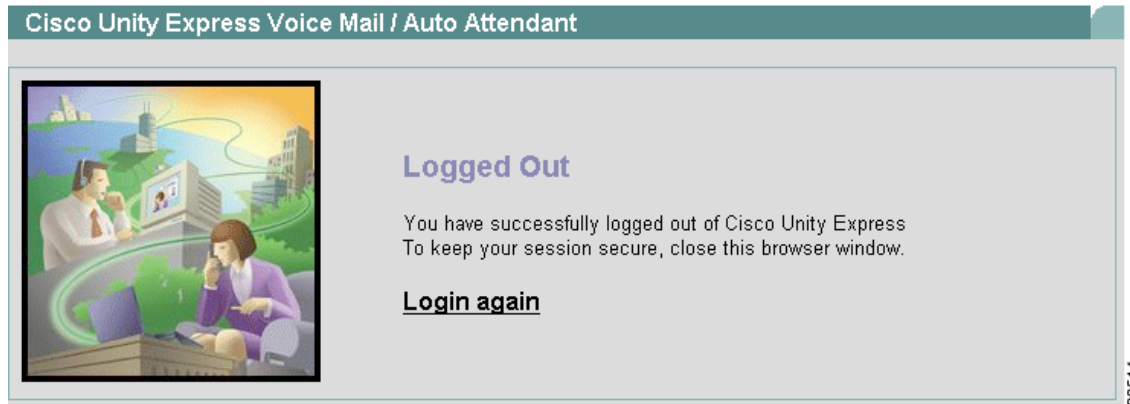 Cisco Unity Express Voice Mail / Auto Attendant
Logged Out
You have successfully logged out of Cisco Unity Express
To keep your session secure, close this browser window.
Login again